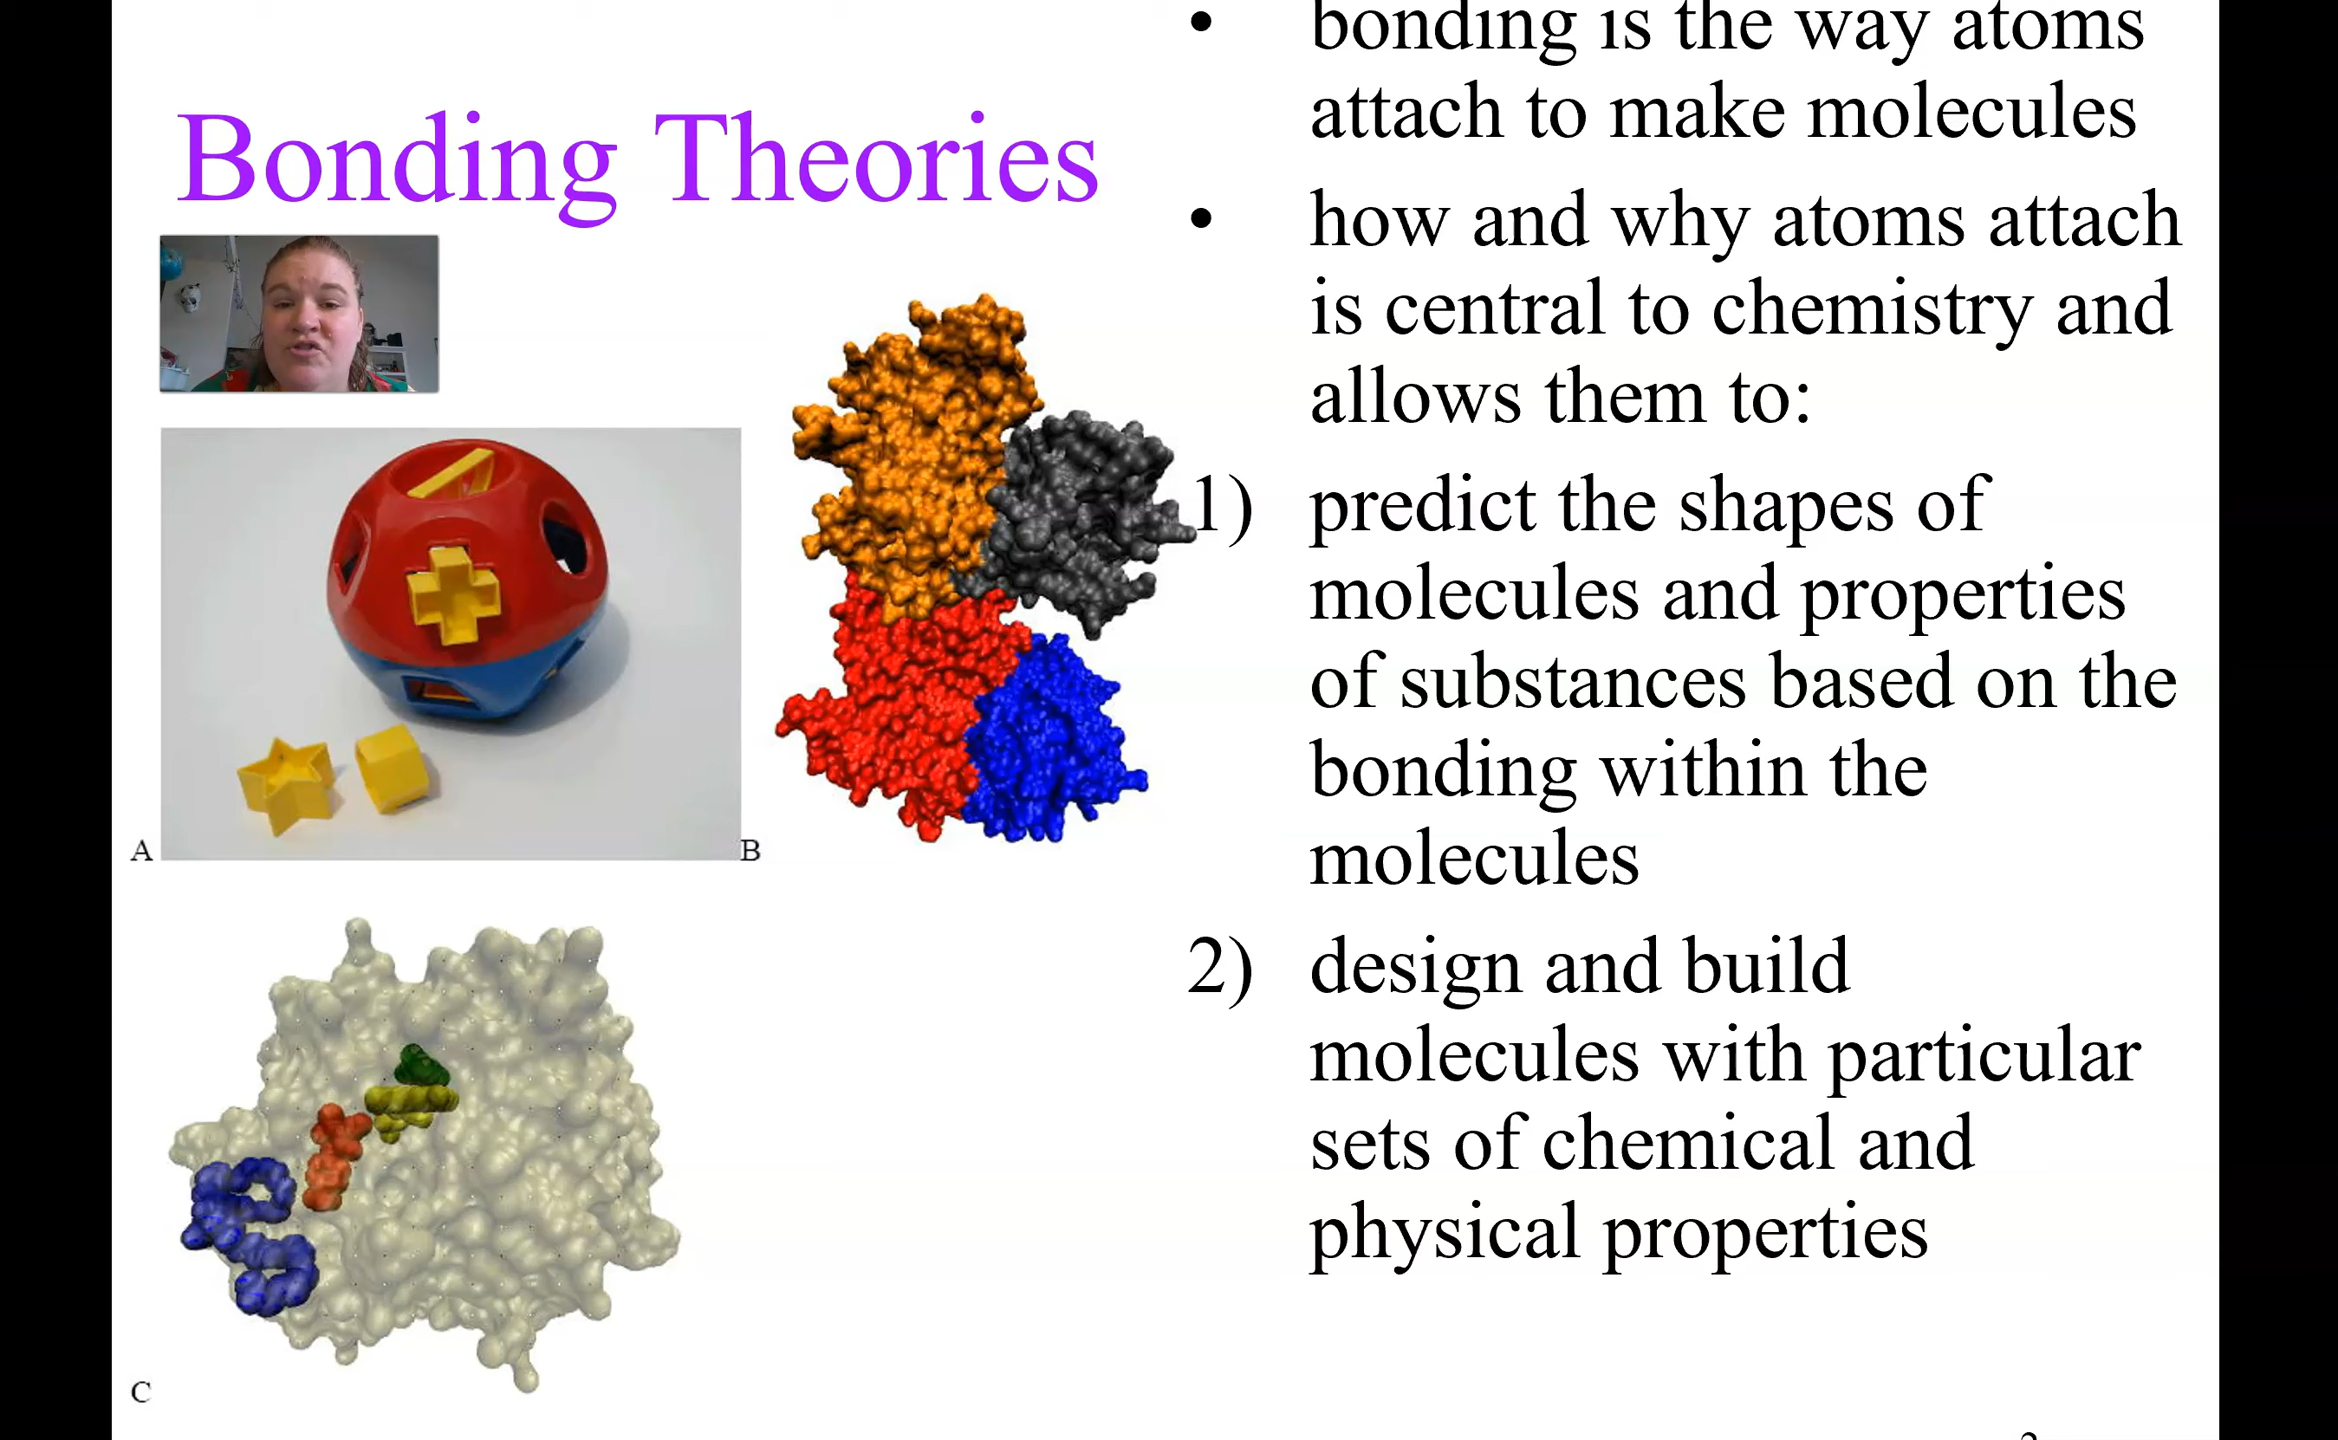 Bonding Theories
• bonding is the way atoms
attach to make molecules
• how and why atoms attach
is central to chemistry and
allows them to:
1) predict the shapes of
molecules and properties
of substances based on the
bonding within the
molecules
2) design and build
molecules with particular
sets of chemical and
physical properties
A
B
C